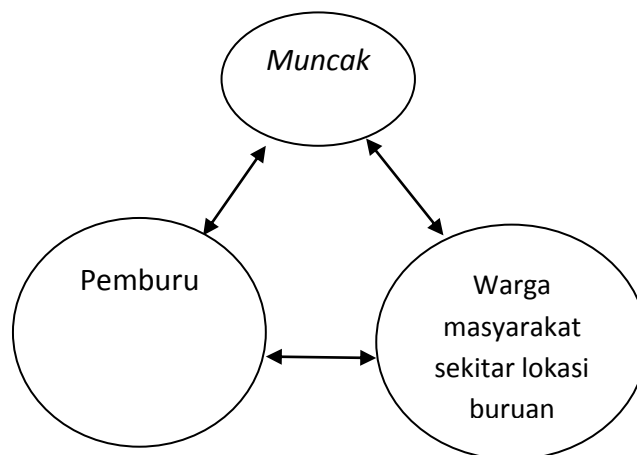 Muncak
Pemburu
Warga
masyarakat
sekitar lokasi
buruan